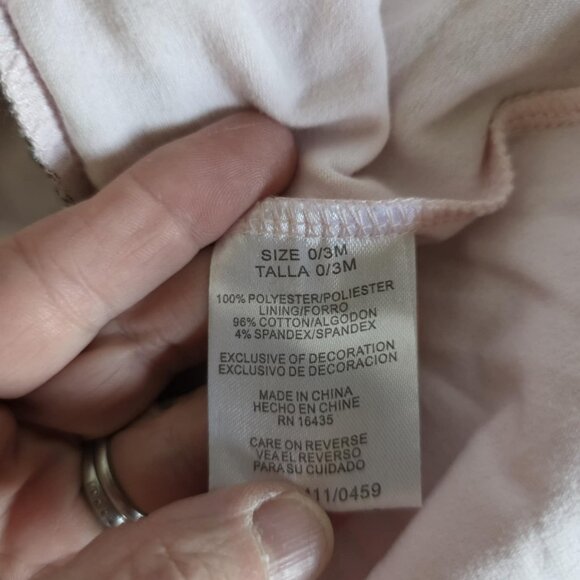 SIZE 0/3M
TALLA 0/3M
100% POLYESTER/POLIESTER
LINING/FORRO
96% COTTON/ALGODON
4% SPANDEX/SPANDEX
EXCLUSIVE OF DECORATION
EXCLUSIVO DE DECORACION
MADE IN CHINA
HECHO EN CHINE
RN 16435
CARE ON REVERSE
VEA EL REVERSO
PARA SU CUIDADO
11/0459